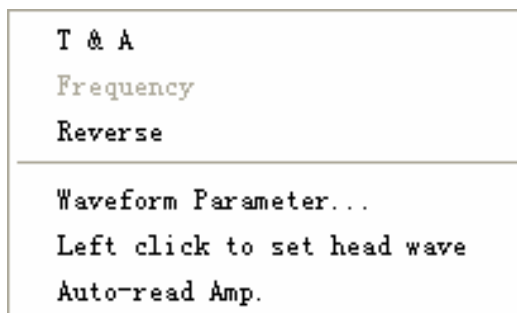 T & A
Frequency
Reverse
Waveform Parameter...
Left click to set head wave
Auto-read Amp.